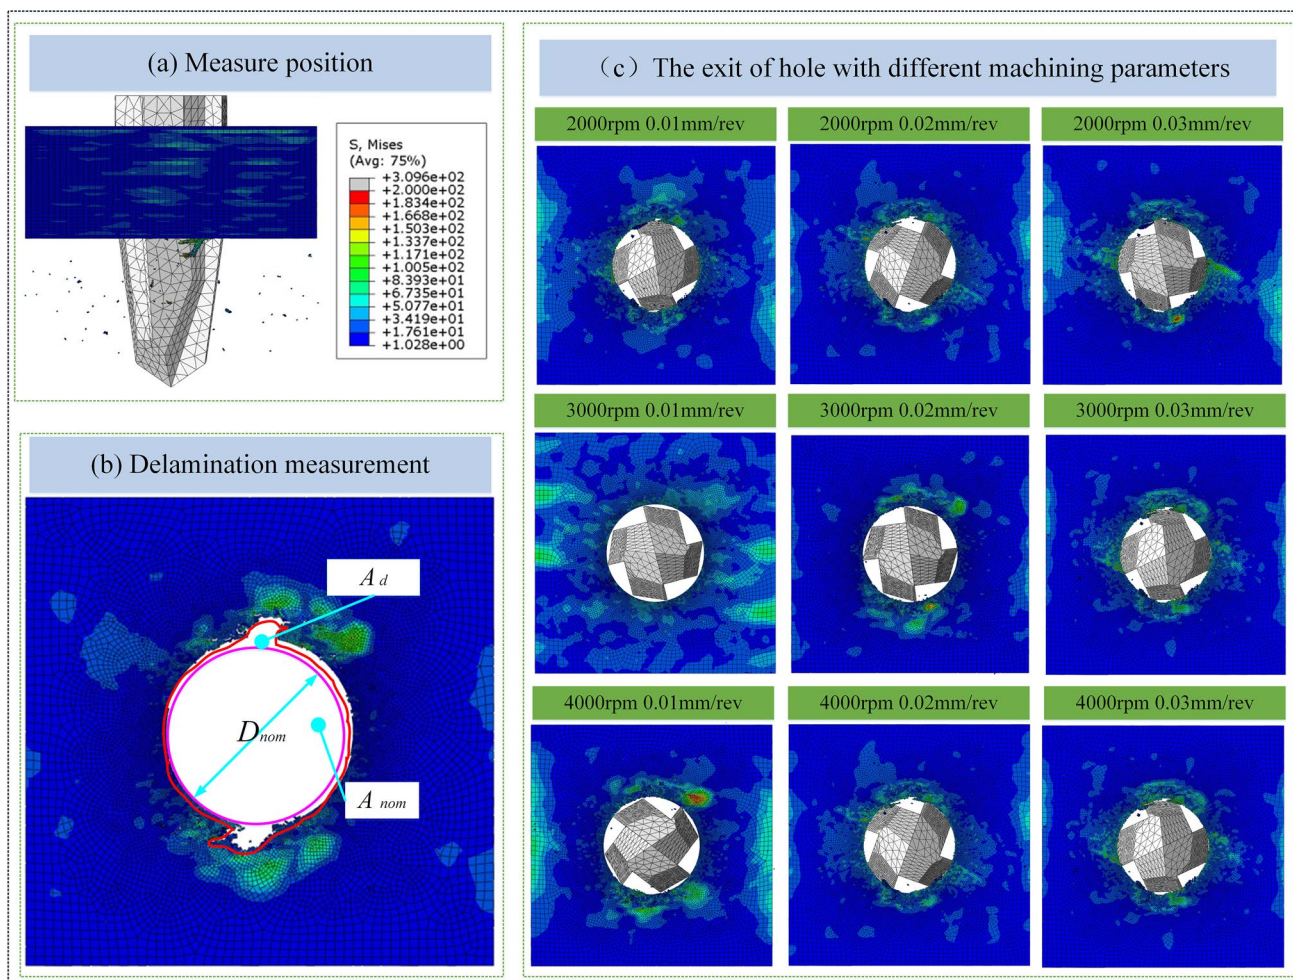 (a) Measure position
S, Mises
(Avg: 75%)
+3.096e+02
+2.000e+02
+1.834e+02
+1.668e+02
+1.503e+02
+1.337e+02
+1.171e+02
+1.005e+02
+8.393e+01
+6.735e+01
+5.077e+01
+3.419e+01
+1.761e+01
+1.028e+00
(b) Delamination measurement
A d
D nom
A nom
（c）The exit of hole with different machining parameters
2000rpm 0.01mm/rev
2000rpm 0.02mm/rev
2000rpm 0.03mm/rev
3000rpm 0.01mm/rev
3000rpm 0.02mm/rev
3000rpm 0.03mm/rev
4000rpm 0.01mm/rev
4000rpm 0.02mm/rev
4000rpm 0.03mm/rev